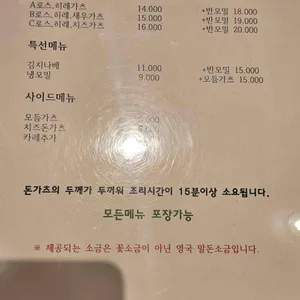 A로스,히레가츠 14.000 +반모밀 18.000
B로스,히레,새우가츠 15.000 +반모밀 19.000
C로스,히레,치즈가츠 16.000 +반모밀 20.000
특선메뉴
김치나베 11.000 +반모밀 15.000
냉모밀 9.000 +모듬가츠 15.000
사이드메뉴
모듬가츠
치즈돈가츠
카레추가
돈가츠의 두께가 두꺼워 조리시간이 15분이상 소요됩니다.
모든메뉴 포장가능
※ 제공되는 소금은 꽃소금이 아닌 영국 말돈소금입니다.